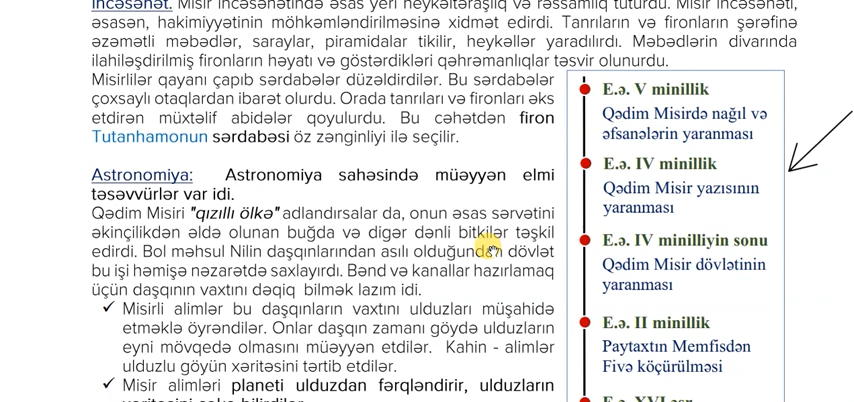 İncəsənət. Misir incəsənətində əsas yeri heykəltəraşlıq və rəssamlıq tuturdu. Misir incəsənəti,
əsasən, hakimiyyətinin möhkəmləndirilməsinə xidmət edirdi. Tanrıların və fironların şərəfinə
əzəmətli məbədlər, saraylar, piramidalar tikilir, heykəllər yaradılırdı. Məbədlərin divarında
ilahiləşdirilmiş fironların həyatı və göstərdikləri qəhrəmanlıqlar təsvir olunurdu.
Misirlilər qayanı çapıb sərdabələr düzəldirdilər. Bu sərdabələr
çoxsaylı otaqlardan ibarət olurdu. Orada tanrıları və fironları əks
etdirən müxtəlif abidələr qoyulurdu. Bu cəhətdən firon
Tutanhamonun sərdabəsi öz zənginliyi ilə seçilir.
Astronomiya: Astronomiya sahəsində müəyyən elmi
təsəvvürlər var idi.
Qədim Misiri "qızıllı ölkə" adlandırsalar da, onun əsas sərvətini
əkinçilikdən əldə olunan buğda və digər dənli bitkilər təşkil
edirdi. Bol məhsul Nilin daşqınlarından asılı olduğundan dövlət
bu işi həmişə nəzarətdə saxlayırdı. Bənd və kanallar hazırlamaq
üçün daşqının vaxtını dəqiq bilmək lazım idi.
✓ Misirli alimlər bu daşqınların vaxtını ulduzları müşahidə
etməklə öyrəndilər. Onlar daşqın zamanı göydə ulduzların
eyni mövqedə olmasını müəyyən etdilər. Kahin - alimlər
ulduzlu göyün xəritəsini tərtib etdilər.
✓ Misir alimləri planeti ulduzdan fərqləndirir, ulduzların
E.ə. V minillik
Qədim Misirdə nağıl və
əfsanələrin yaranması
E.ə. IV minillik
Qədim Misir yazısının
yaranması
E.ə. IV minilliyin sonu
Qədim Misir dövlətinin
yaranması
E.ə. II minillik
Paytaxtın Memfisdən
Fivə köçürülməsi
E.ə. XVI əsr